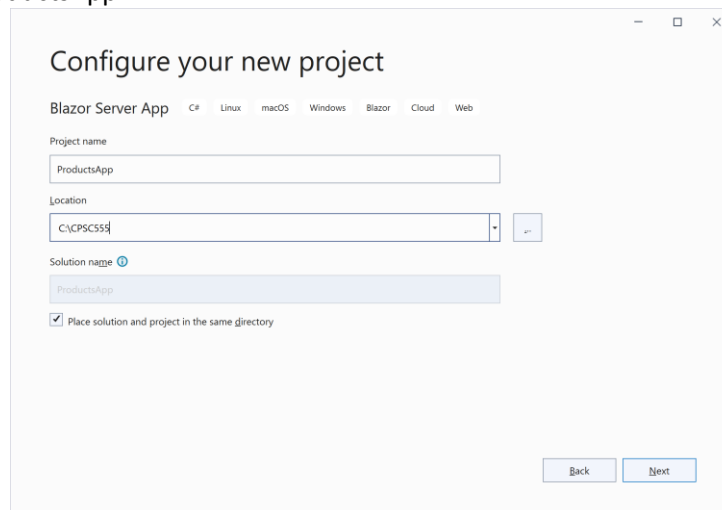 Configure your new project
Blazor Server App C# Linux macOS Windows Blazor Cloud Web
Project name
ProductsApp
Location
C:\CPSC555
...
Solution name
ProductsApp
Place solution and project in the same directory
Back Next